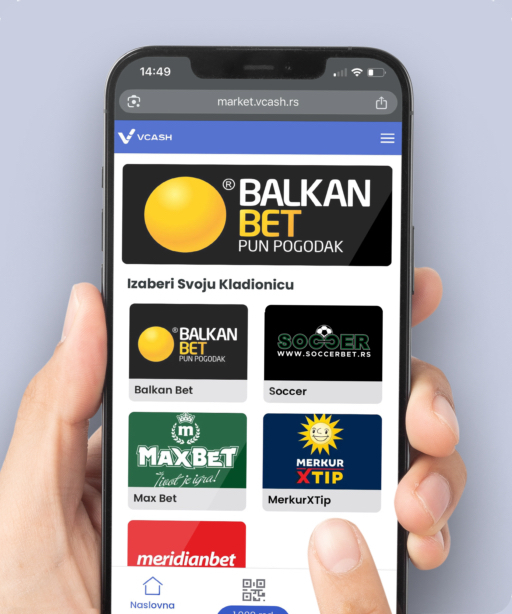 14:49
market.vcash.rs
VCASH
® BALKAN
BET
PUN POGODAK
Izaberi Svoju Kladionicu
® BALKAN
BET
PUN POGODAK
Balkan Bet
SOCCER
WWW.SOCCERBET.RS
Soccer
m
MAXBET
Život je igra!
Max Bet
MERKUR
XTIP
MerkurXTip
meridianbet
Naslovna